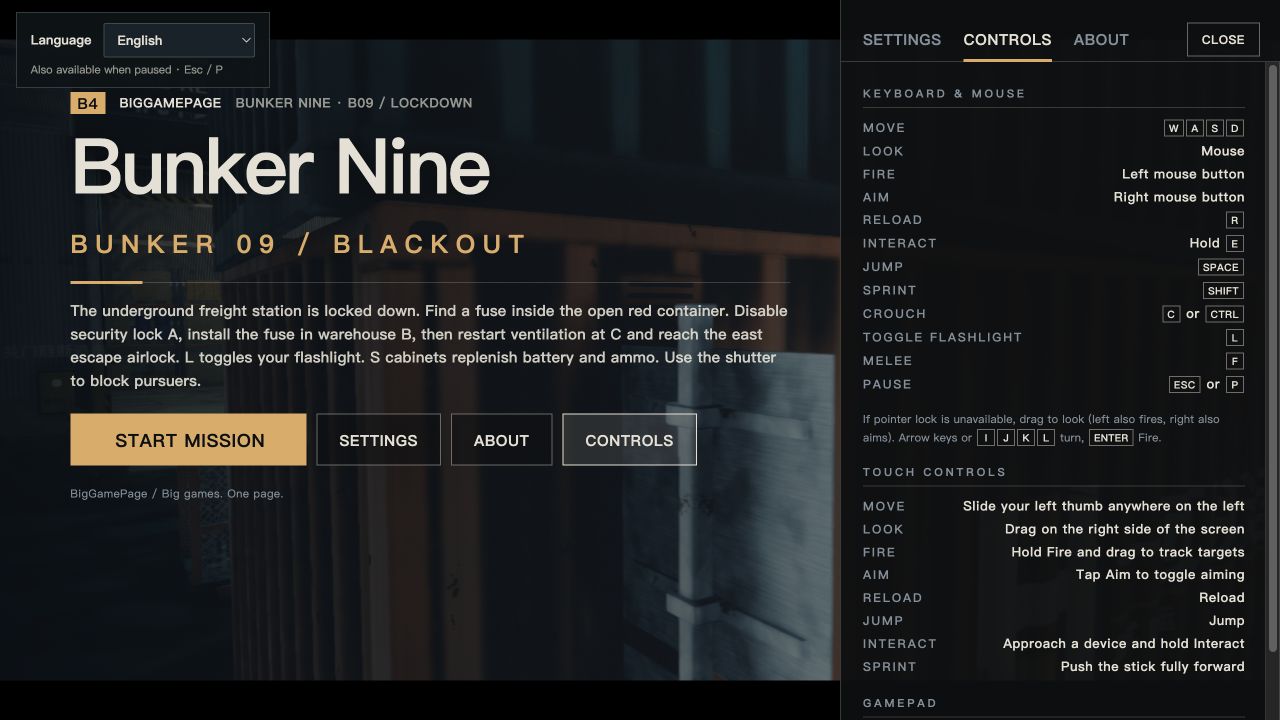 Language English
Also available when paused · Esc / P
B4 BIGGAMEPAGE BUNKER NINE · B09 / LOCKDOWN
Bunker Nine
BUNKER 09 / BLACKOUT
The underground freight station is locked down. Find a fuse inside the open red container. Disable
security lock A, install the fuse in warehouse B, then restart ventilation at C and reach the east
escape airlock. L toggles your flashlight. S cabinets replenish battery and ammo. Use the shutter
to block pursuers.
START MISSION SETTINGS ABOUT CONTROLS
BigGamePage / Big games. One page.
SETTINGS CONTROLS ABOUT CLOSE
KEYBOARD & MOUSE
MOVE W A S D
LOOK Mouse
FIRE Left mouse button
AIM Right mouse button
RELOAD R
INTERACT Hold E
JUMP SPACE
SPRINT SHIFT
CROUCH C or CTRL
TOGGLE FLASHLIGHT L
MELEE F
PAUSE ESC or P
If pointer lock is unavailable, drag to look (left also fires, right also
aims). Arrow keys or I J K L turn, ENTER Fire.
TOUCH CONTROLS
MOVE Slide your left thumb anywhere on the left
LOOK Drag on the right side of the screen
FIRE Hold Fire and drag to track targets
AIM Tap Aim to toggle aiming
RELOAD Reload
JUMP Jump
INTERACT Approach a device and hold Interact
SPRINT Push the stick fully forward
GAMEPAD